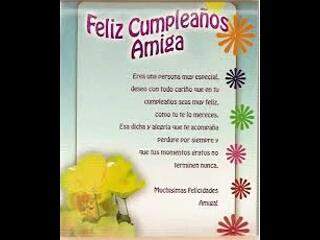 Feliz Cumpleaños
Amiga
Eres una persona muy especial,
deseo con todo cariño que en tu
cumpleaños seas muy feliz,
como tu te lo mereces.
Esa dicha y alegria que te acompaña
perdure por siempre y
que tus momentos gratos no
terminen nunca.
Muchisimas Felicidades
Amiga!